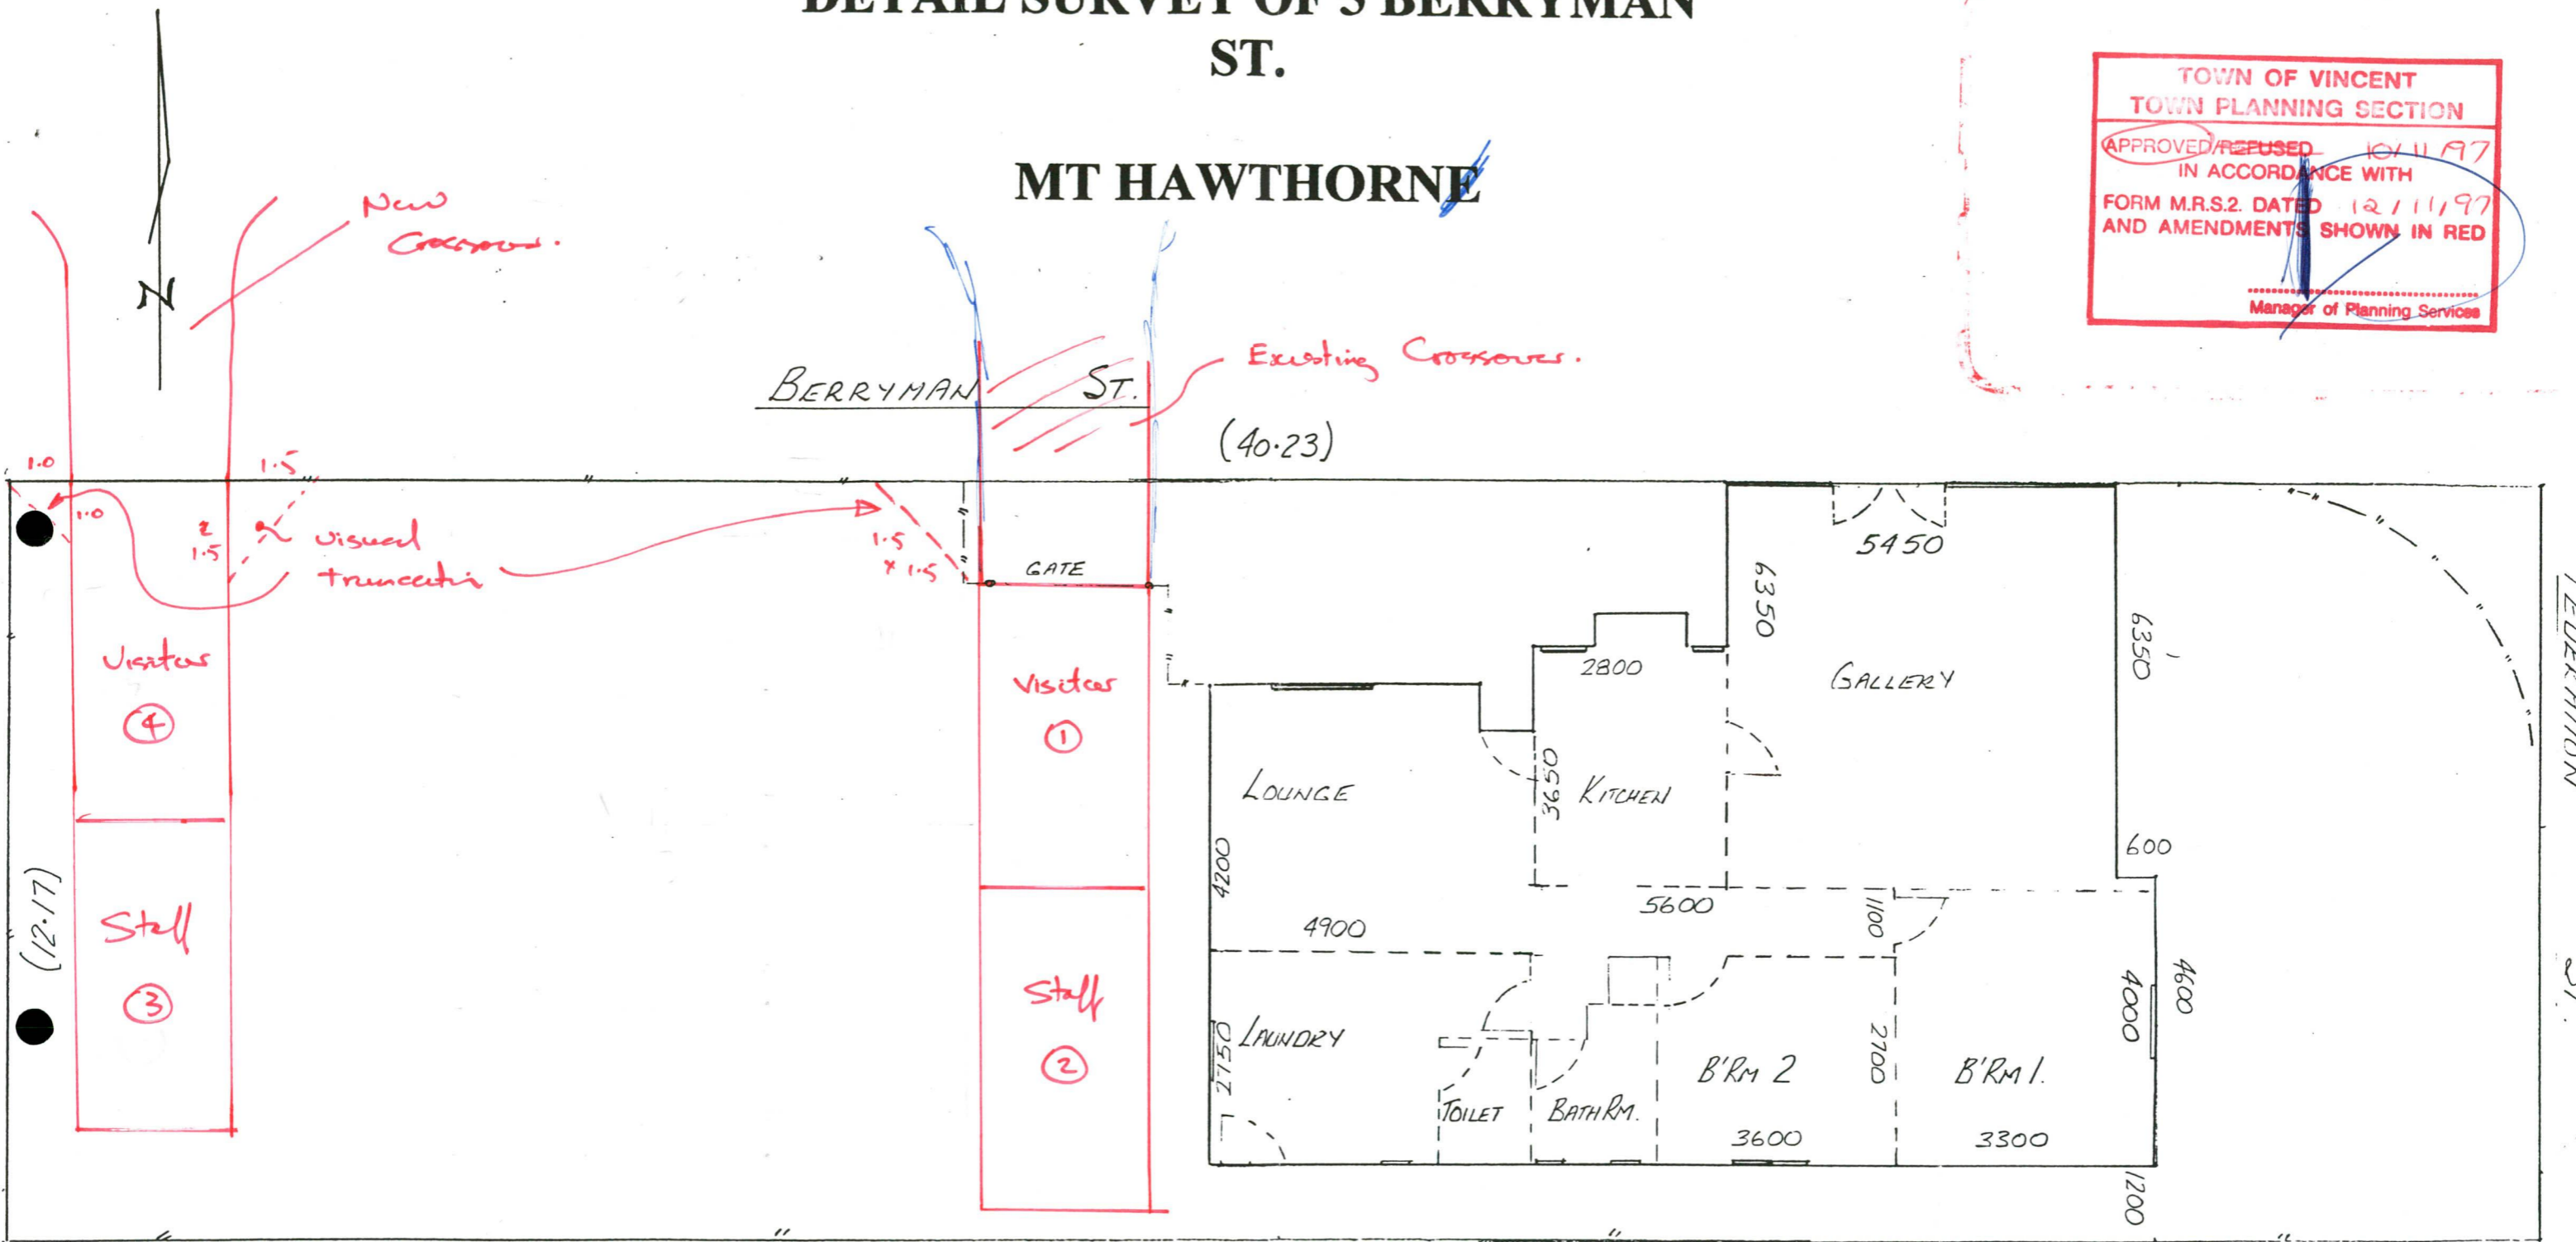 DETAIL SURVEY OF 5 BERRYMAN
ST.
MT HAWTHORNE
TOWN OF VINCENT
TOWN PLANNING SECTION
APPROVED/REFUSED 10/11/97
IN ACCORDANCE WITH
FORM M.R.S.2. DATED 12/11/97
AND AMENDMENTS SHOWN IN RED
Manager of Planning Services
N
New
Crossover.
Existing Crossover.
BERRYMAN ST.
(40.23)
1.0
1.0
1.5
1.5
visual
truncation
1.5
x 1.5
GATE
Visitor
4
Staff
3
(12.17)
Visitor
1
Staff
2
5450
6350
6350
GALLERY
2800
LOUNGE
3650
KITCHEN
4200
600
4900
5600
1100
LAUNDRY
2750
TOILET
BATH RM.
B'RM 2
2700
B'RM 1.
4000
4600
3600
3300
1200
ST.